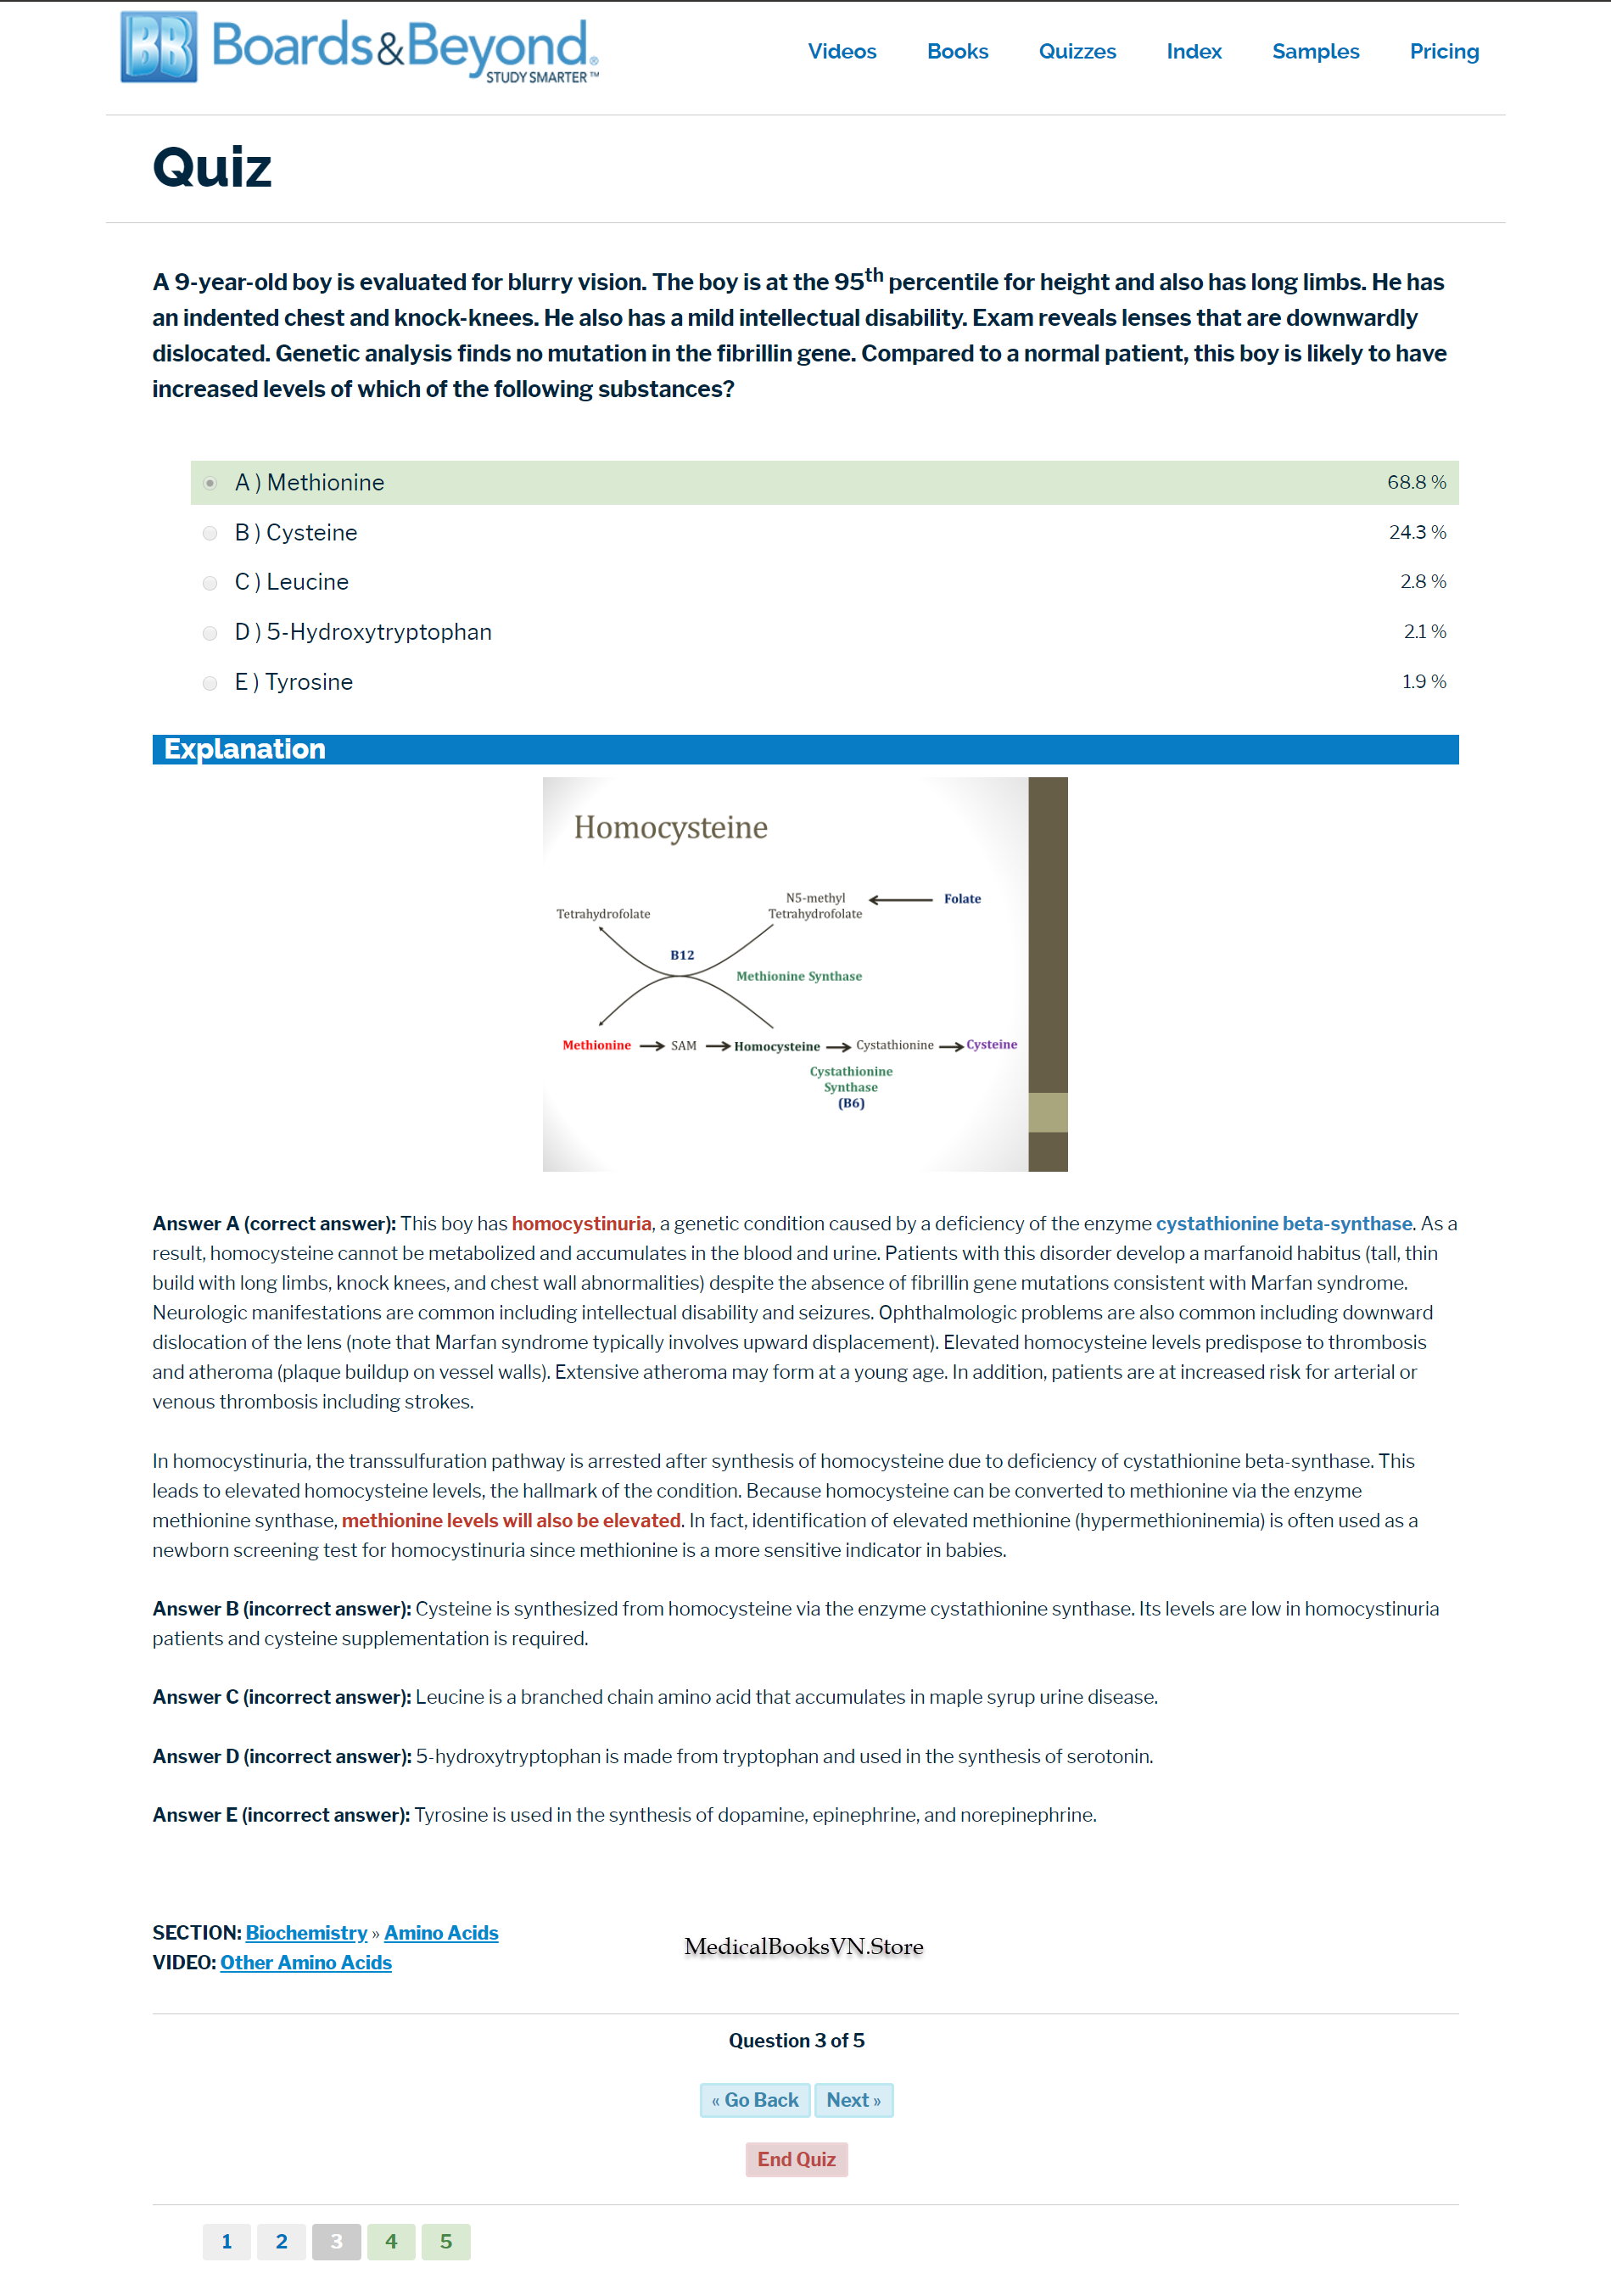 BB Boards&Beyond®
STUDY SMARTER™
Videos Books Quizzes Index Samples Pricing
Quiz
A 9-year-old boy is evaluated for blurry vision. The boy is at the 95th percentile for height and also has long limbs. He has
an indented chest and knock-knees. He also has a mild intellectual disability. Exam reveals lenses that are downwardly
dislocated. Genetic analysis finds no mutation in the fibrillin gene. Compared to a normal patient, this boy is likely to have
increased levels of which of the following substances?
A ) Methionine 68.8 %
B ) Cysteine 24.3 %
C ) Leucine 2.8 %
D ) 5-Hydroxytryptophan 2.1 %
E ) Tyrosine 1.9 %
Explanation
Homocysteine
N5-methyl
Tetrahydrofolate
Folate
Tetrahydrofolate
B12
Methionine Synthase
Methionine SAM Homocysteine Cystathionine Cysteine
Cystathionine
Synthase
(B6)
Answer A (correct answer): This boy has homocystinuria, a genetic condition caused by a deficiency of the enzyme cystathionine beta-synthase. As a
result, homocysteine cannot be metabolized and accumulates in the blood and urine. Patients with this disorder develop a marfanoid habitus (tall, thin
build with long limbs, knock knees, and chest wall abnormalities) despite the absence of fibrillin gene mutations consistent with Marfan syndrome.
Neurologic manifestations are common including intellectual disability and seizures. Ophthalmologic problems are also common including downward
dislocation of the lens (note that Marfan syndrome typically involves upward displacement). Elevated homocysteine levels predispose to thrombosis
and atheroma (plaque buildup on vessel walls). Extensive atheroma may form at a young age. In addition, patients are at increased risk for arterial or
venous thrombosis including strokes.
In homocystinuria, the transsulfuration pathway is arrested after synthesis of homocysteine due to deficiency of cystathionine beta-synthase. This
leads to elevated homocysteine levels, the hallmark of the condition. Because homocysteine can be converted to methionine via the enzyme
methionine synthase, methionine levels will also be elevated. In fact, identification of elevated methionine (hypermethioninemia) is often used as a
newborn screening test for homocystinuria since methionine is a more sensitive indicator in babies.
Answer B (incorrect answer): Cysteine is synthesized from homocysteine via the enzyme cystathionine synthase. Its levels are low in homocystinuria
patients and cysteine supplementation is required.
Answer C (incorrect answer): Leucine is a branched chain amino acid that accumulates in maple syrup urine disease.
Answer D (incorrect answer): 5-hydroxytryptophan is made from tryptophan and used in the synthesis of serotonin.
Answer E (incorrect answer): Tyrosine is used in the synthesis of dopamine, epinephrine, and norepinephrine.
SECTION: Biochemistry » Amino Acids
MedicalBooksVN.Store
VIDEO: Other Amino Acids
Question 3 of 5
« Go Back Next »
End Quiz
1 2 3 4 5